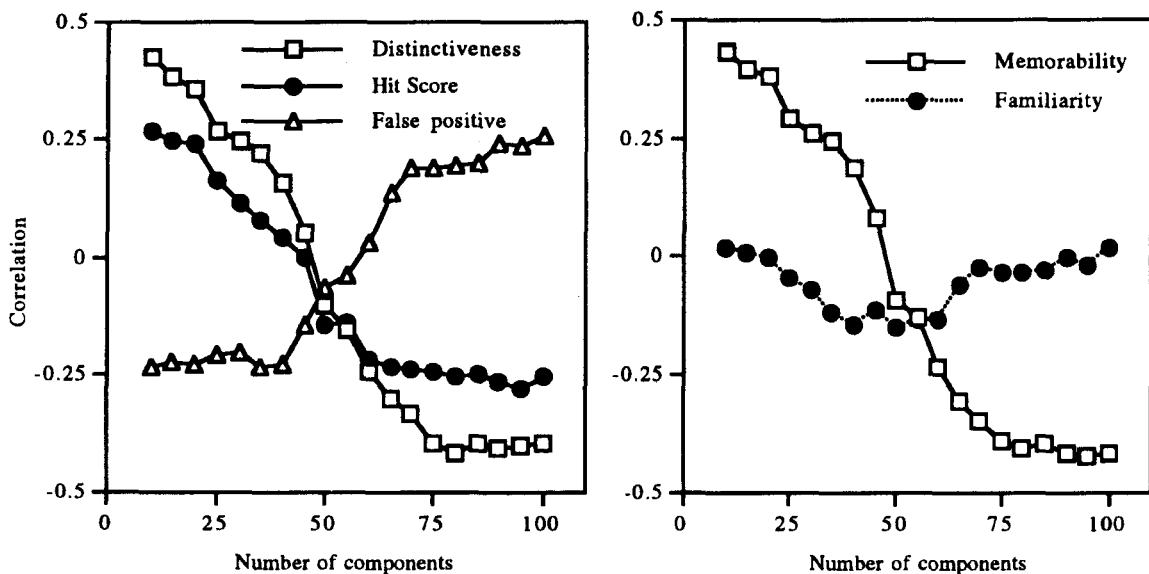 0.5
0.25
0
-0.25
-0.5
Correlation
Distinctiveness
Hit Score
False positive
0
25
50
75
100
Number of components
0.5
0.25
0
-0.25
-0.5
Memorability
Familiarity
0
25
50
75
100
Number of components